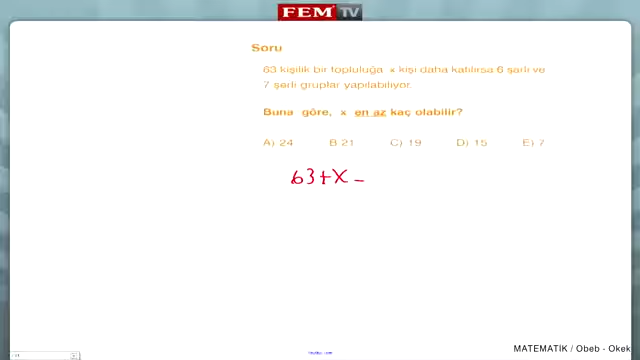 FEM TV
Soru
63 kişilik bir topluluğa x kişi daha katılırsa 6 şarlı ve
7 şerli gruplar yapılabiliyor.
Buna göre, x en az kaç olabilir?
A) 24 B 21 C) 19 D) 15 E) 7
63+x =
MATEMATİK / Obeb - Okek